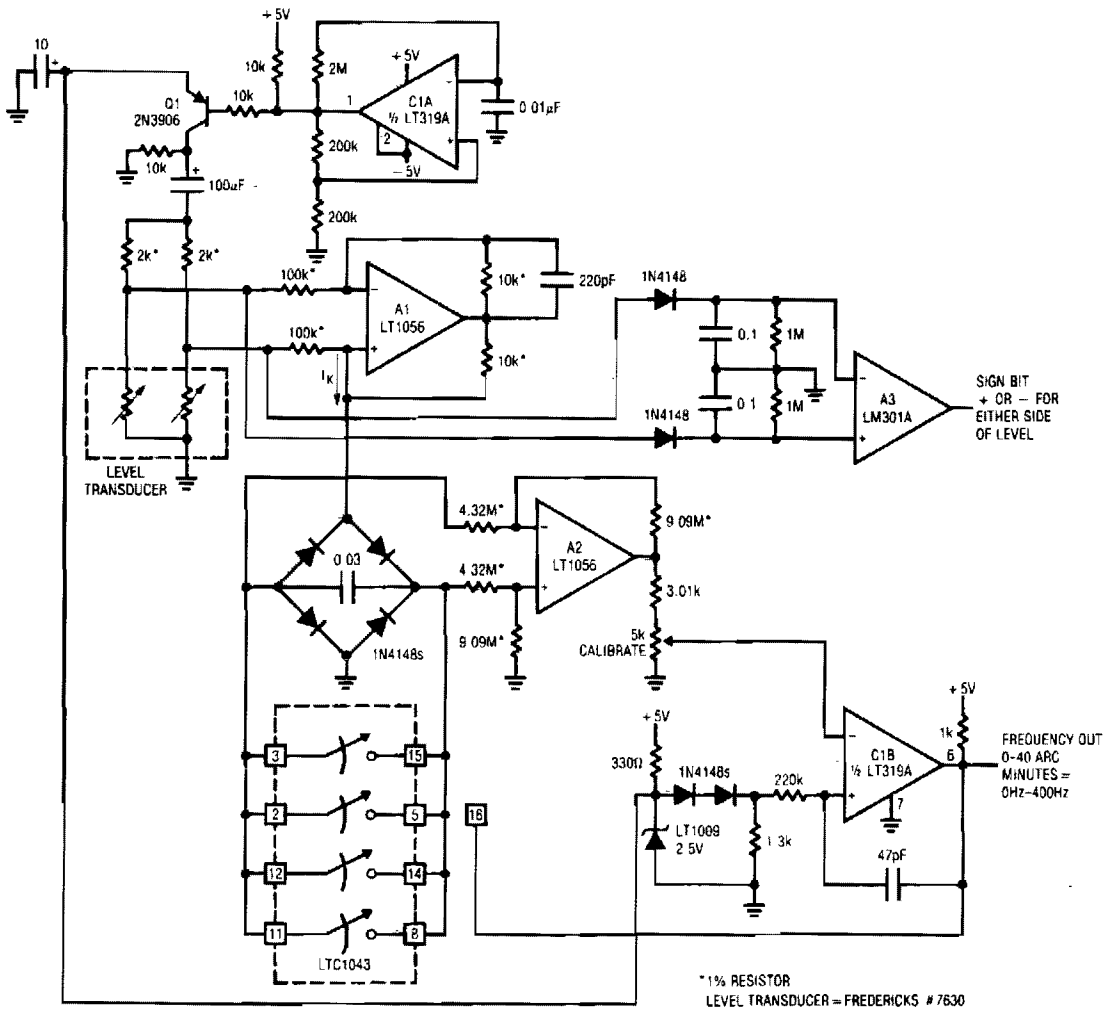 +5V
10
+
10k
2M
+5V
−
10k
1
C1A
½ LT319A
0.01µF
Q1
2N3906
2
+
200k
−5V
10k
+
100µF
200k
2k*
2k*
100k*
−
10k*
220pF
1N4148
A1
LT1056
0.1
1M
100k*
+
10k*
−
IK
A3
LM301A
SIGN BIT
+ OR − FOR
EITHER SIDE
OF LEVEL
1N4148
0.1
1M
+
LEVEL
TRANSDUCER
4.32M*
−
9.09M*
A2
LT1056
0.03
4.32M*
+
3.01k
9.09M*
5k
CALIBRATE
1N4148s
+5V
+5V
−
1k
3
15
330Ω
1N4148s
220k
C1B
½ LT319A
6
FREQUENCY OUT
0-40 ARC
MINUTES =
0Hz-400Hz
+
7
2
5
16
LT1009
2.5V
1.3k
47pF
12
14
11
8
LTC1043
*1% RESISTOR
LEVEL TRANSDUCER = FREDERICKS #7630